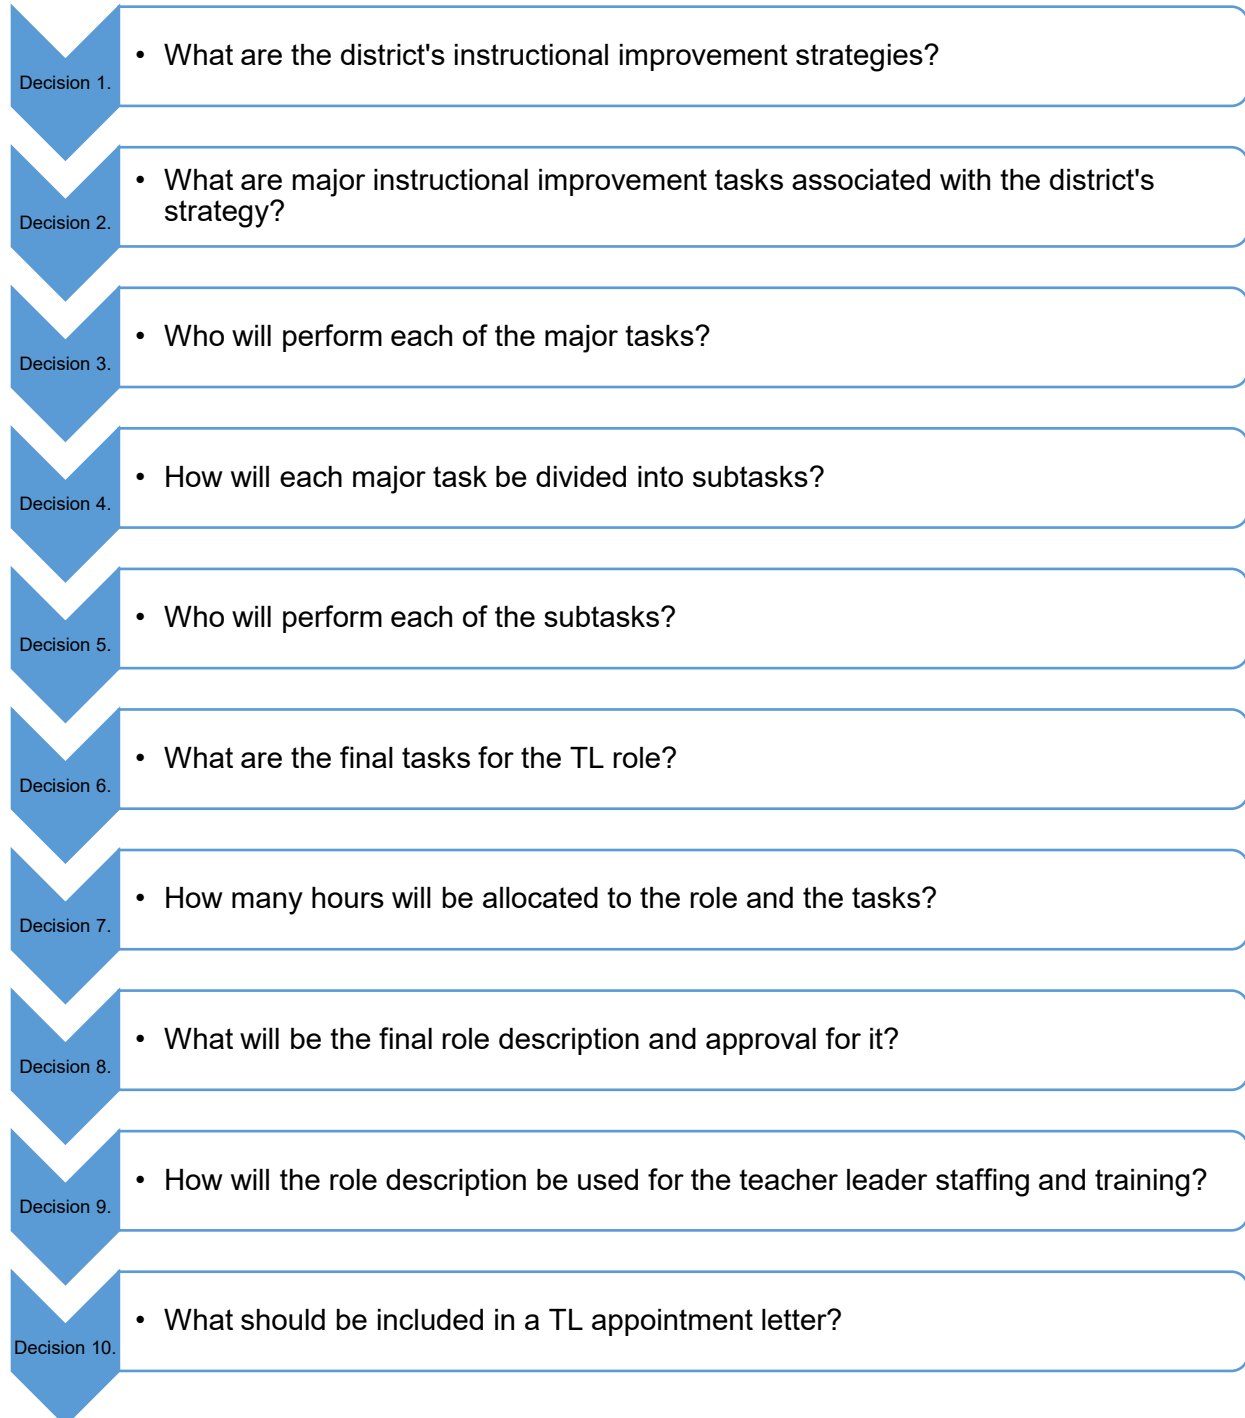 Decision 1.
• What are the district's instructional improvement strategies?
Decision 2.
• What are major instructional improvement tasks associated with the district's
strategy?
Decision 3.
• Who will perform each of the major tasks?
Decision 4.
• How will each major task be divided into subtasks?
Decision 5.
• Who will perform each of the subtasks?
Decision 6.
• What are the final tasks for the TL role?
Decision 7.
• How many hours will be allocated to the role and the tasks?
Decision 8.
• What will be the final role description and approval for it?
Decision 9.
• How will the role description be used for the teacher leader staffing and training?
Decision 10.
• What should be included in a TL appointment letter?